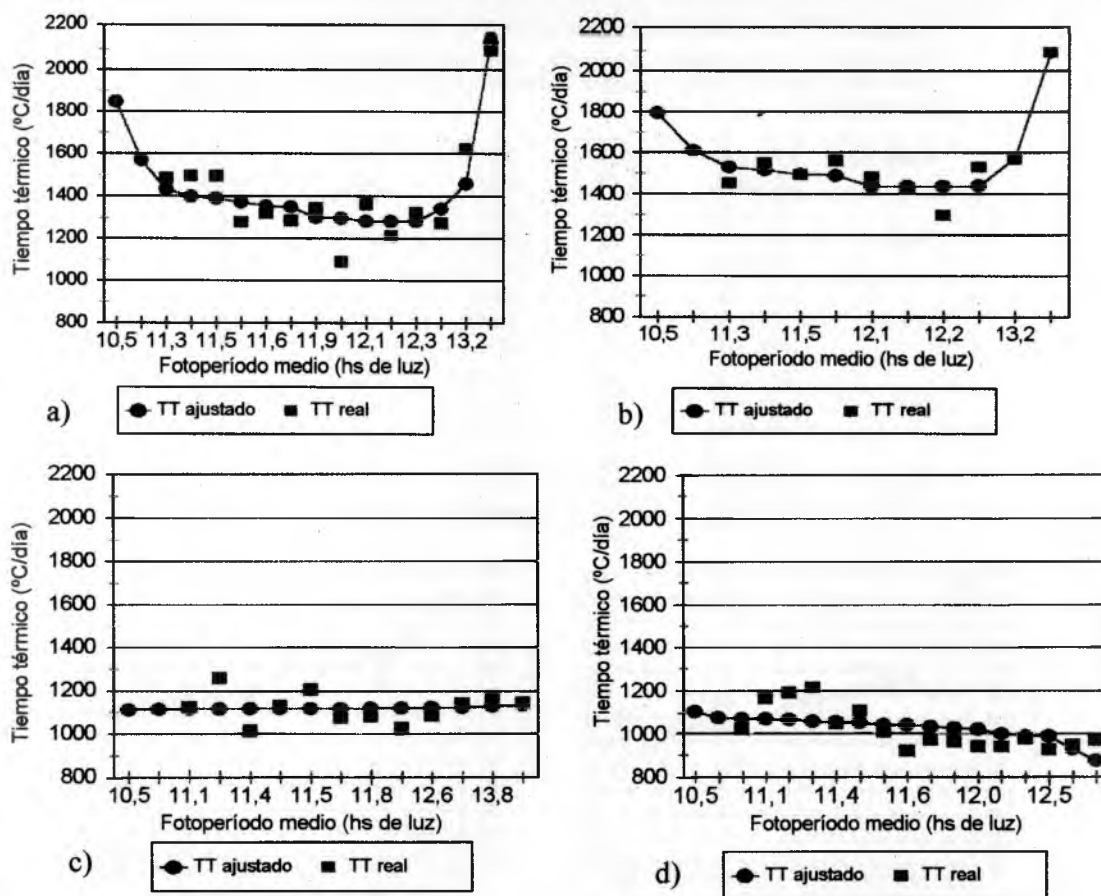 2200
2000
1800
1600
1400
1200
1000
800
Tiempo térmico (ºC/día)
10,5 11,3 11,5 11,6 11,9 12,1 12,3 13,2
Fotoperíodo medio (hs de luz)
a)
TT ajustado TT real
2200
2000
1800
1600
1400
1200
1000
800
Tiempo térmico (ºC/día)
10,5 11,3 11,5 12,1 12,2 13,2
Fotoperíodo medio (hs de luz)
b)
TT ajustado TT real
2200
2000
1800
1600
1400
1200
1000
800
Tiempo térmico (ºC/día)
10,5 11,1 11,4 11,5 11,8 12,6 13,8
Fotoperíodo medio (hs de luz)
c)
TT ajustado TT real
2200
2000
1800
1600
1400
1200
1000
800
Tiempo térmico (ºC/día)
10,5 11,1 11,4 11,6 12,0 12,5
Fotoperíodo medio (hs de luz)
d)
TT ajustado TT real